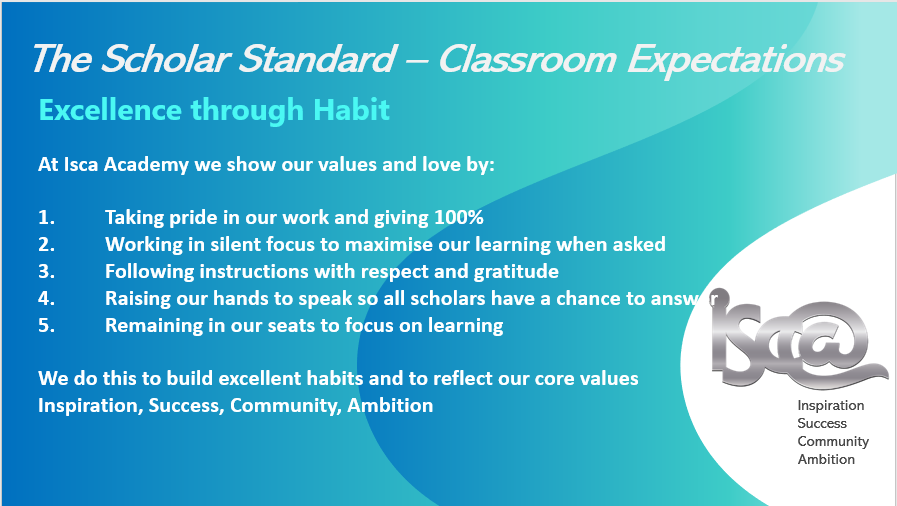 The Scholar Standard – Classroom Expectations
Excellence through Habit
At Isca Academy we show our values and love by:
1. Taking pride in our work and giving 100%
2. Working in silent focus to maximise our learning when asked
3. Following instructions with respect and gratitude
4. Raising our hands to speak so all scholars have a chance to answer
5. Remaining in our seats to focus on learning
We do this to build excellent habits and to reflect our core values
Inspiration, Success, Community, Ambition
isc@
Inspiration
Success
Community
Ambition